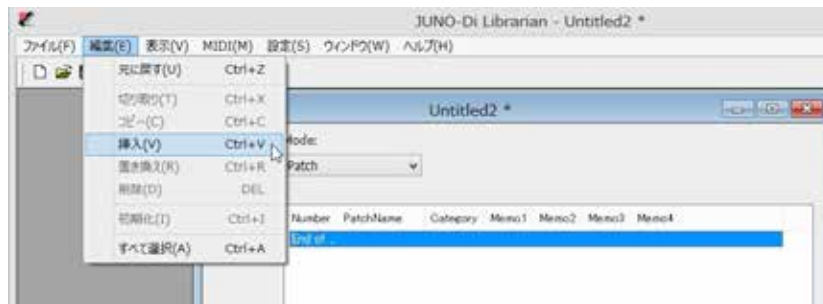 JUNO-Di Librarian - Untitled2 *
ファイル(F) 編集(E) 表示(V) MIDI(M) 設定(S) ウィンドウ(W) ヘルプ(H)
元に戻す(U) Ctrl+Z
切り取り(T) Ctrl+X
コピー(C) Ctrl+C
挿入(V) Ctrl+V
置き換え(R) Ctrl+R
削除(D) DEL
初期化(I) Ctrl+I
すべて選択(A) Ctrl+A
Untitled2 *
Mode:
Patch
Number PatchName Category Memo1 Memo2 Memo3 Memo4
End of ...